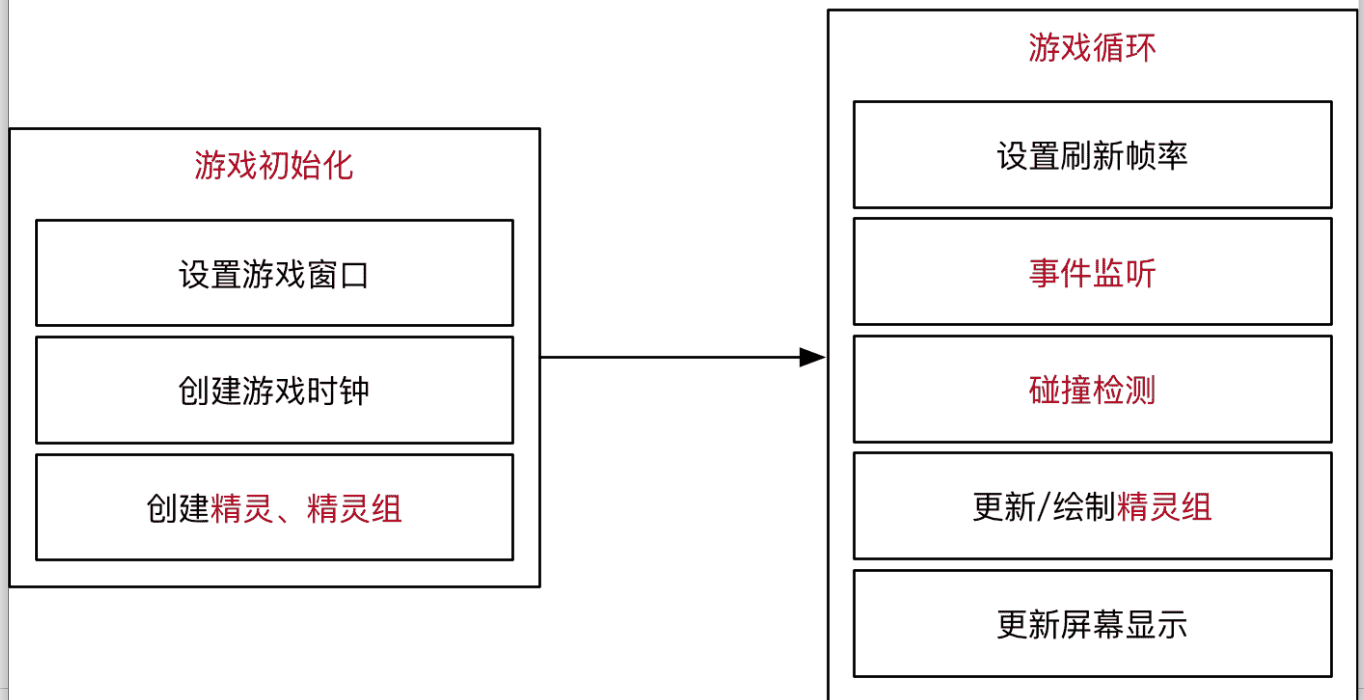 游戏初始化
设置游戏窗口
创建游戏时钟
创建精灵、精灵组
游戏循环
设置刷新帧率
事件监听
碰撞检测
更新/绘制精灵组
更新屏幕显示